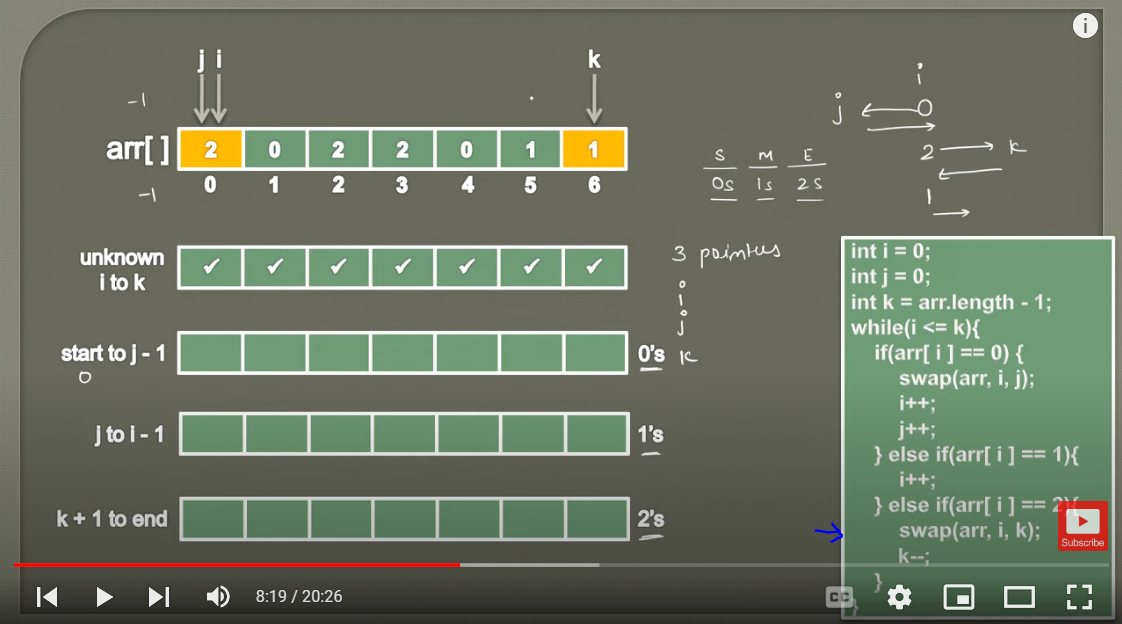 j i
k
i
-1
j
0
arr[ ]
2 0 2 2 0 1 1
0 1 2 3 4 5 6
-1
S M E
0s 1s 2s
2
k
1
unknown
i to k
✓ ✓ ✓ ✓ ✓ ✓ ✓
3 pointers
i
j
k
start to j - 1
0
0's
j to i - 1
1's
k + 1 to end
2's
int i = 0;
int j = 0;
int k = arr.length - 1;
while(i <= k){
if(arr[ i ] == 0) {
swap(arr, i, j);
i++;
j++;
} else if(arr[ i ] == 1){
i++;
} else if(arr[ i ] == 2){
swap(arr, i, k);
k--;
}
}
Subscribe
8:19 / 20:26
CC